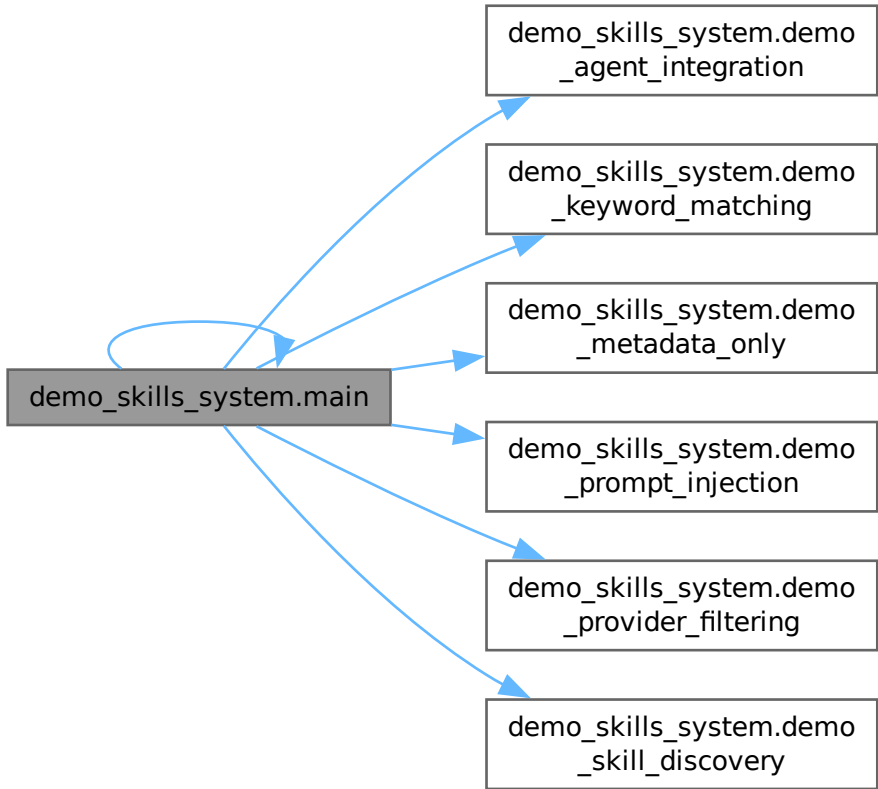 demo_skills_system.demo
_agent_integration
demo_skills_system.demo
_keyword_matching
demo_skills_system.demo
_metadata_only
demo_skills_system.main
demo_skills_system.demo
_prompt_injection
demo_skills_system.demo
_provider_filtering
demo_skills_system.demo
_skill_discovery